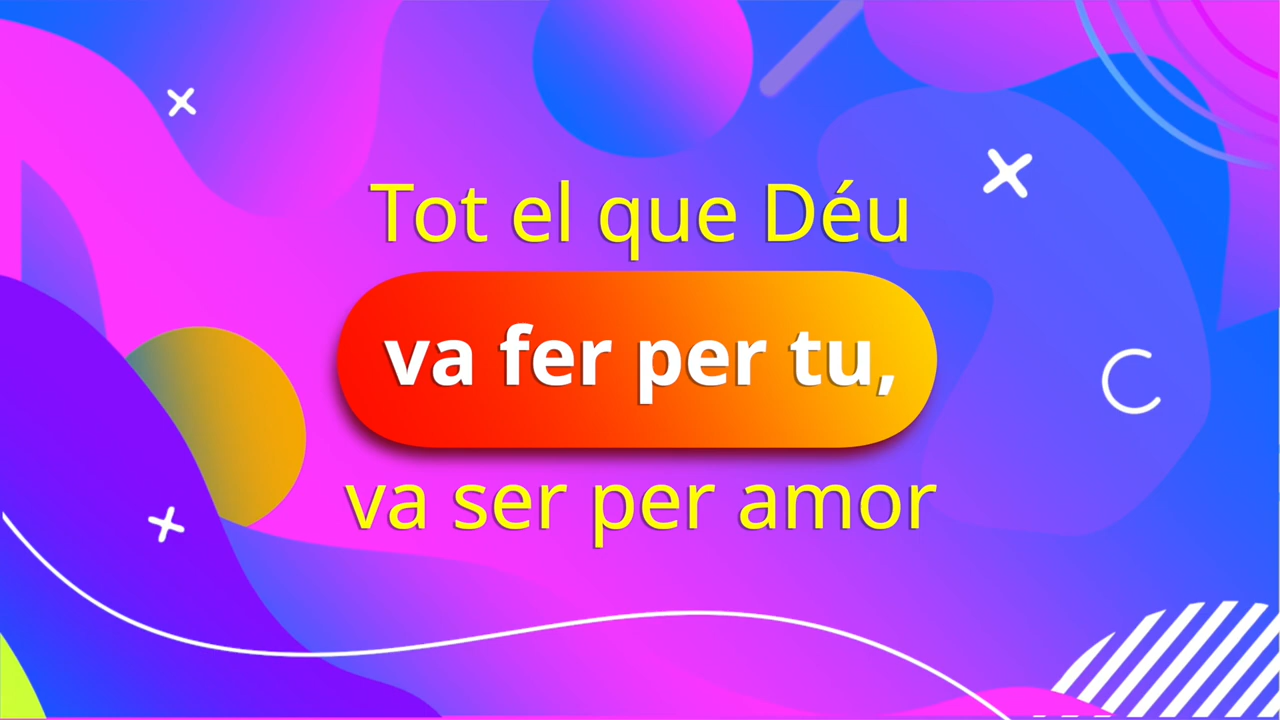 Tot el que Déu
va fer per tu,
va ser per amor